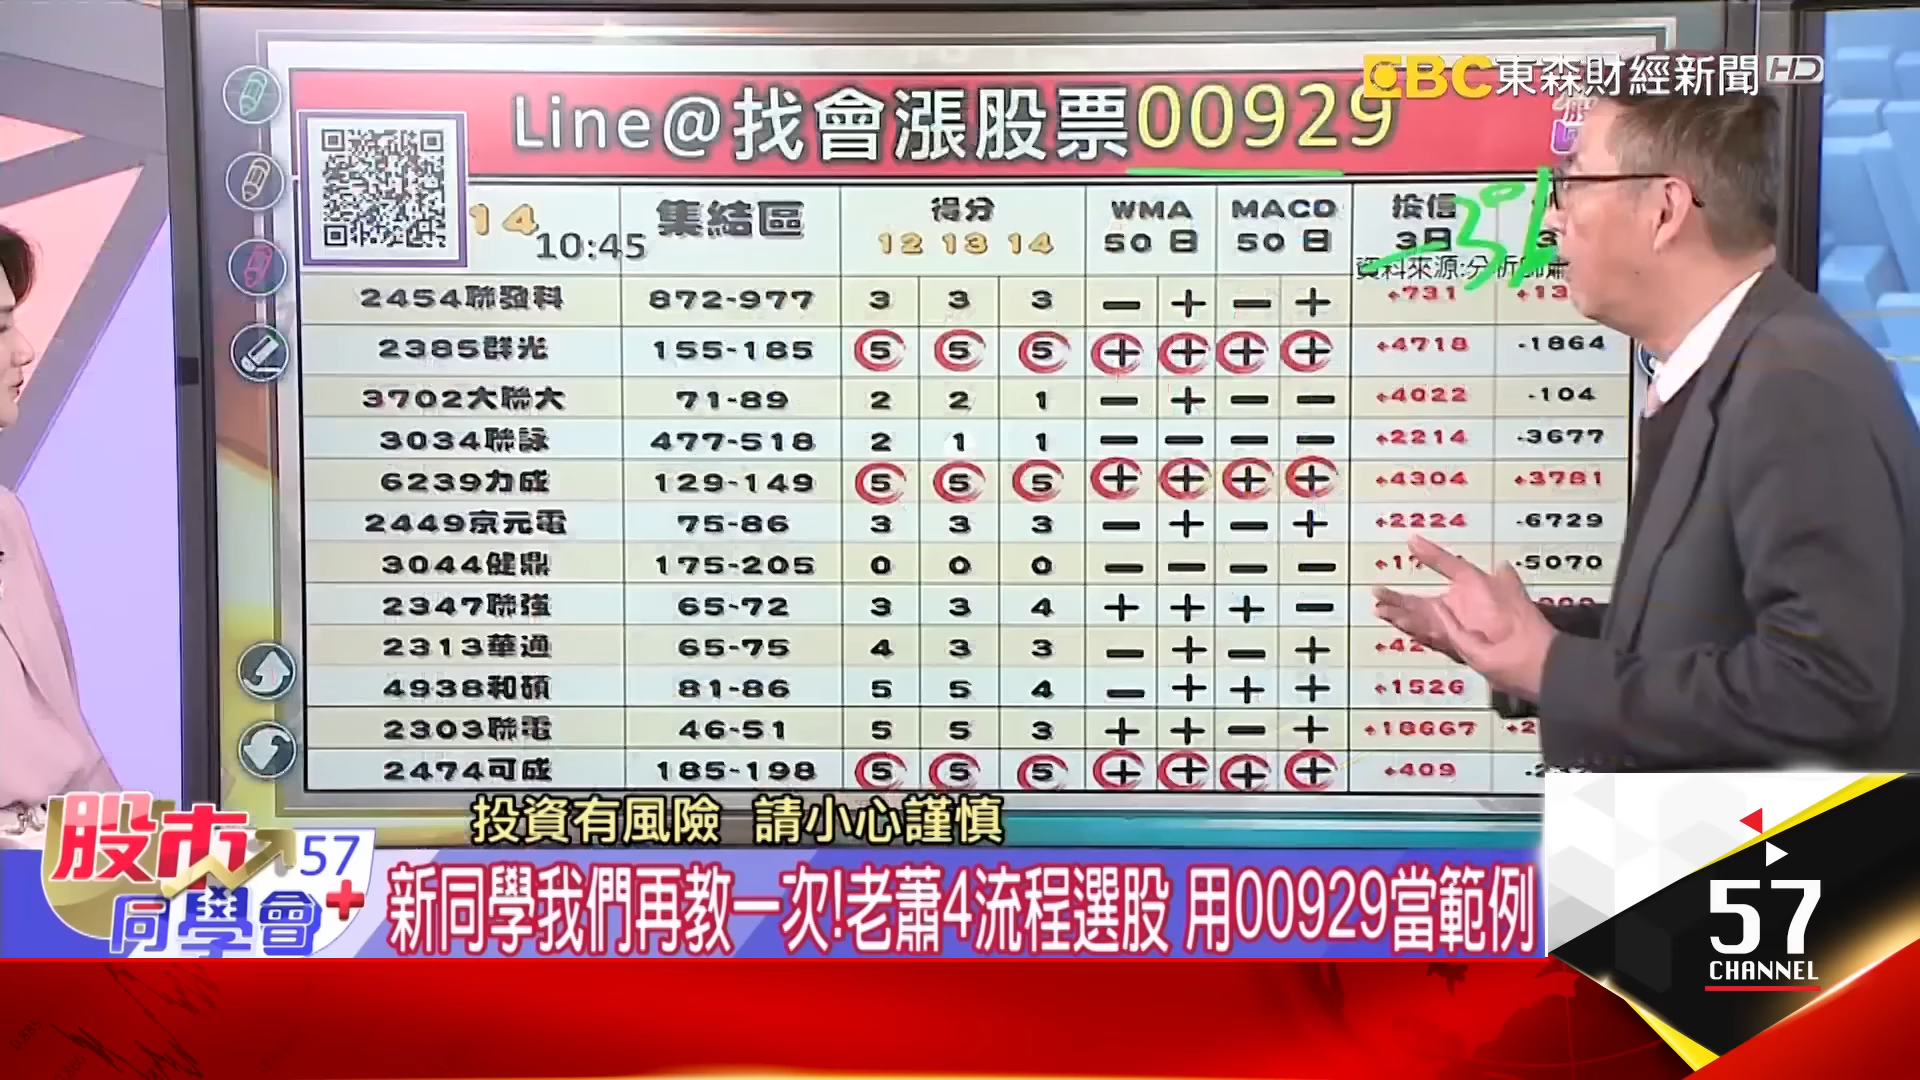 EBC東森財經新聞HD
Line@找會漲股票00929
14 10:45 集結區 得分 12 13 14 WMA 50日 MACD 50日 投信 3日 3
5%
資料來源:分析師蕭
2454聯發科 872-977 3 3 3 — + — + +731 +13
2385群光 155-185 5 5 5 + + + + +4718 -1864
3702大聯大 71-89 2 2 1 — + — — +4022 -104
3034聯詠 477-518 2 1 1 — — — — +2214 -3677
6239力成 129-149 5 5 5 + + + + +4304 +3781
2449京元電 75-86 3 3 3 — + — + +2224 -6729
3044健鼎 175-205 0 0 0 — — — — +17 -5070
2347聯強 65-72 3 3 4 + + + —
2313華通 65-75 4 3 3 — + — + +42
4938和碩 81-86 5 5 4 — + + + +1526
2303聯電 46-51 5 5 3 + + — + +18667 +2
2474可成 185-198 5 5 5 + + + + +409
投資有風險 請小心謹慎
股市同學會 57+
新同學我們再教一次!老蕭4流程選股 用00929當範例
57
CHANNEL